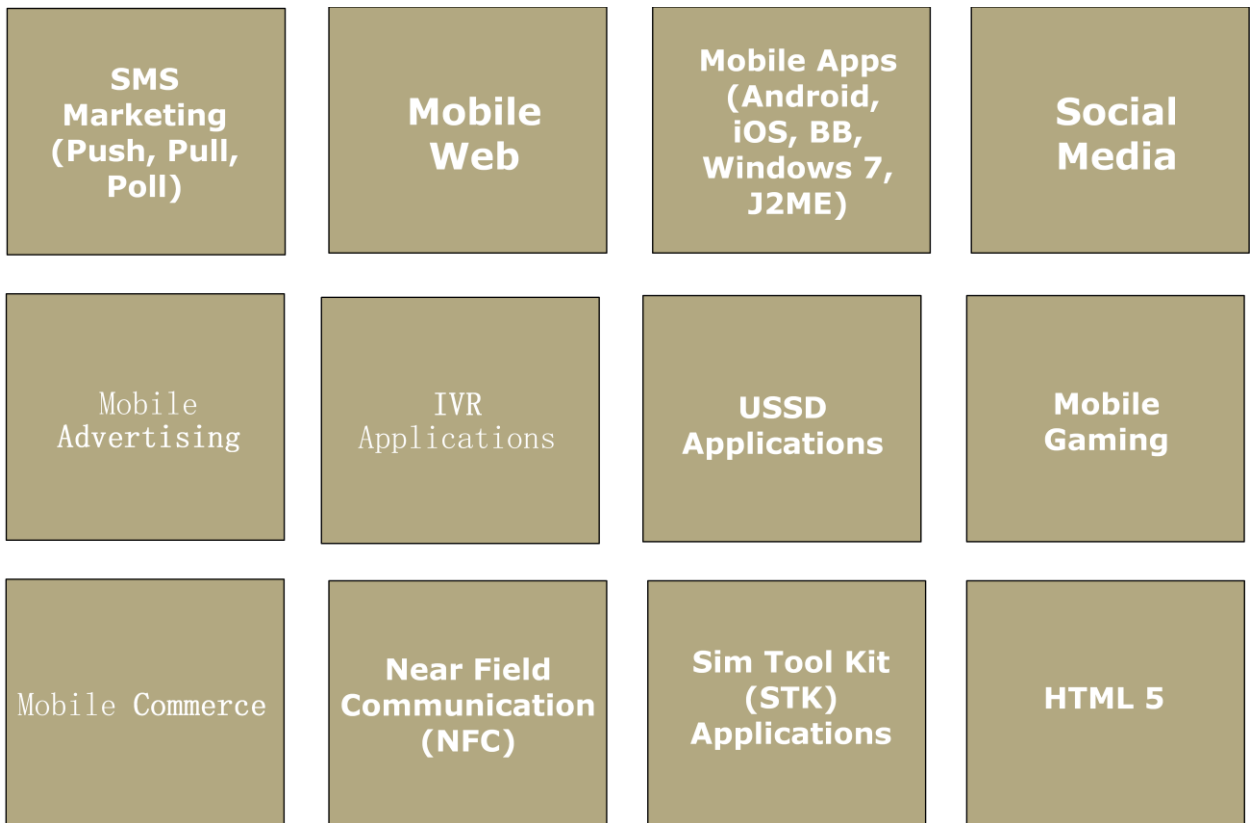 SMS
Marketing
(Push, Pull,
Poll)
Mobile
Web
Mobile Apps
(Android,
iOS, BB,
Windows 7,
J2ME)
Social
Media
Mobile
Advertising
IVR
Applications
USSD
Applications
Mobile
Gaming
Mobile Commerce
Near Field
Communication
(NFC)
Sim Tool Kit
(STK)
Applications
HTML 5